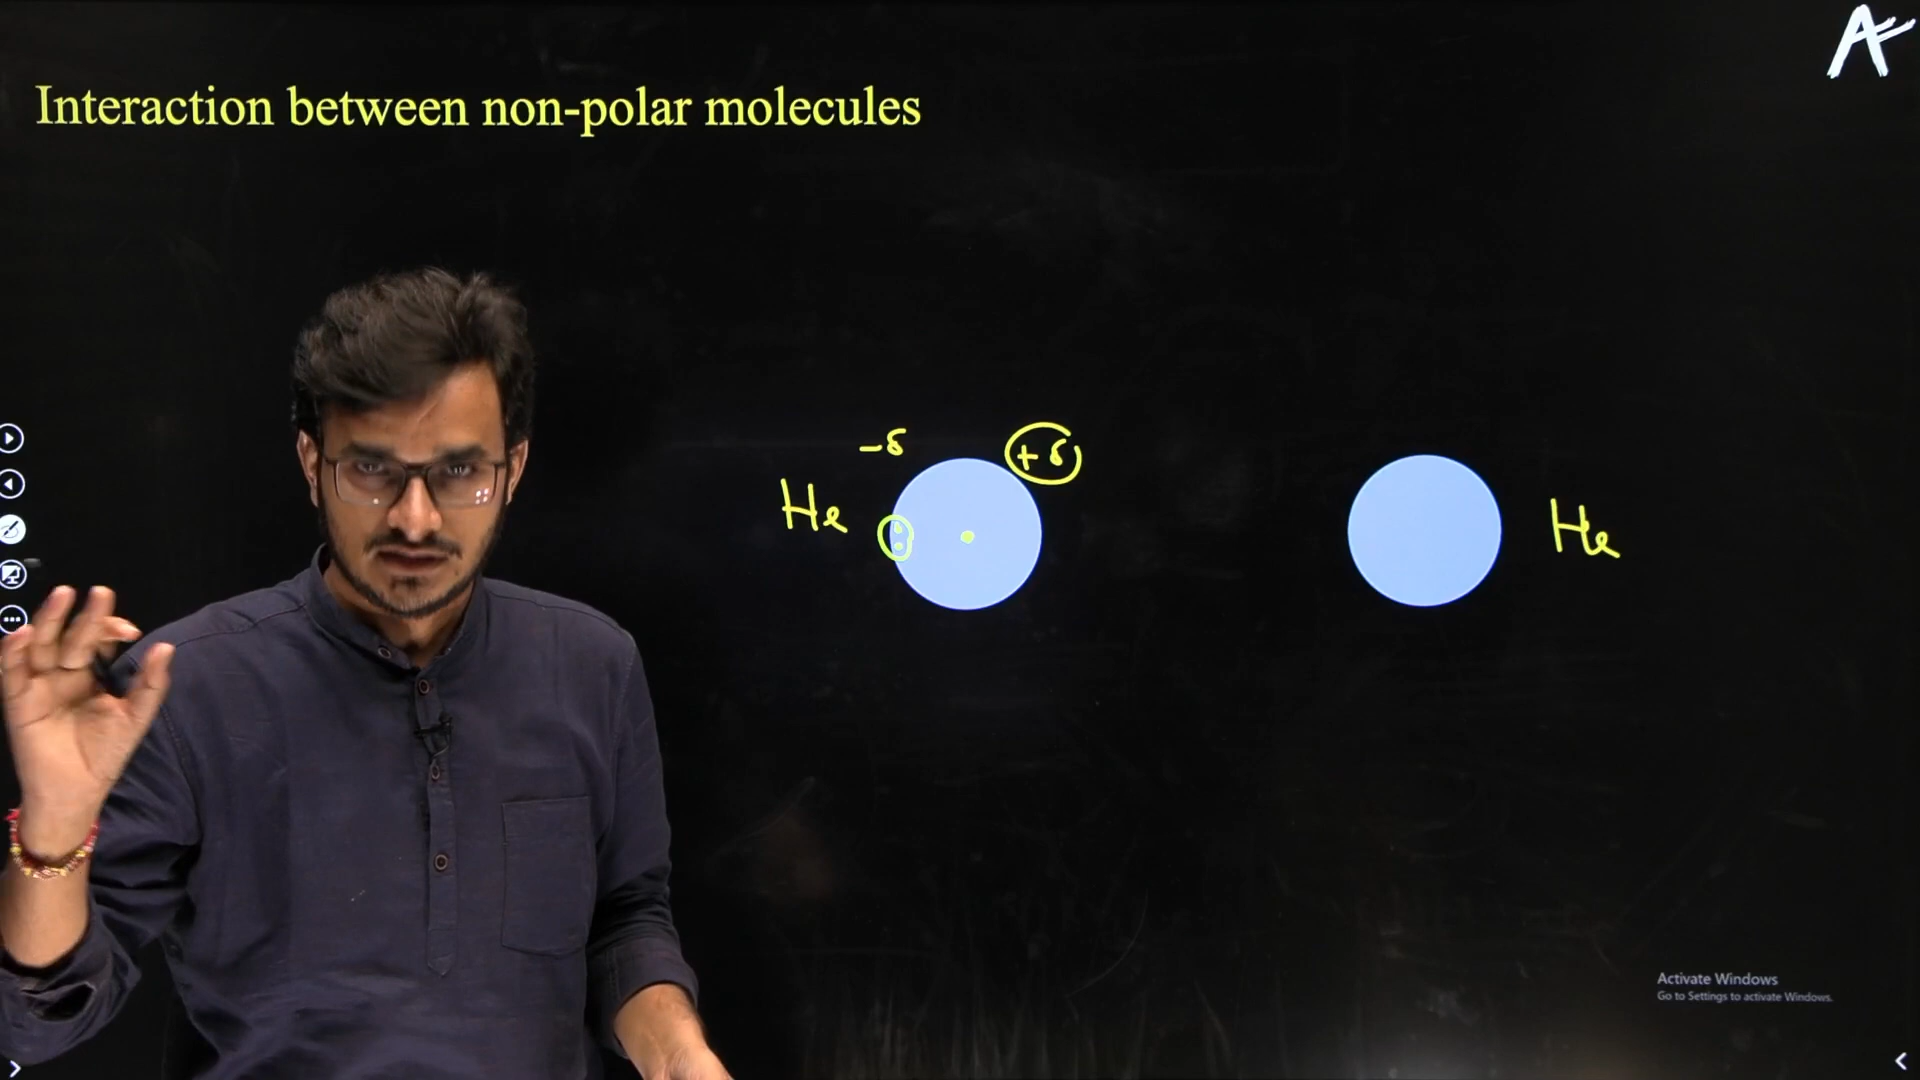 Interaction between non-polar molecules
-δ
+δ
He
He
Activate Windows
Go to Settings to activate Windows.